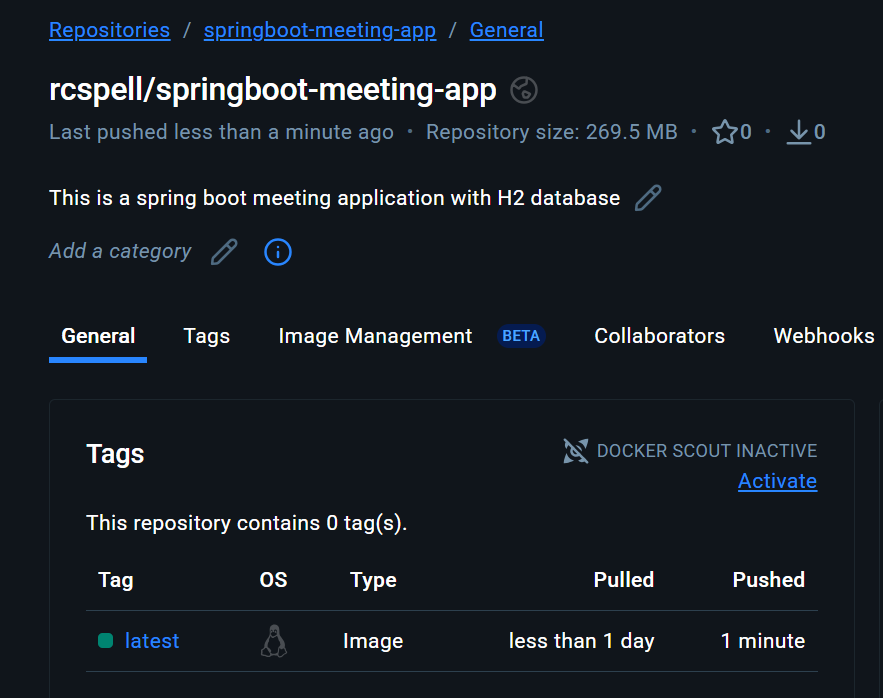 Repositories / springboot-meeting-app / General
rcspell/springboot-meeting-app
Last pushed less than a minute ago · Repository size: 269.5 MB · 0 · 0
This is a spring boot meeting application with H2 database
Add a category
General Tags Image Management BETA Collaborators Webhooks
Tags
DOCKER SCOUT INACTIVE
Activate
This repository contains 0 tag(s).
Tag OS Type Pulled Pushed
latest Image less than 1 day 1 minute